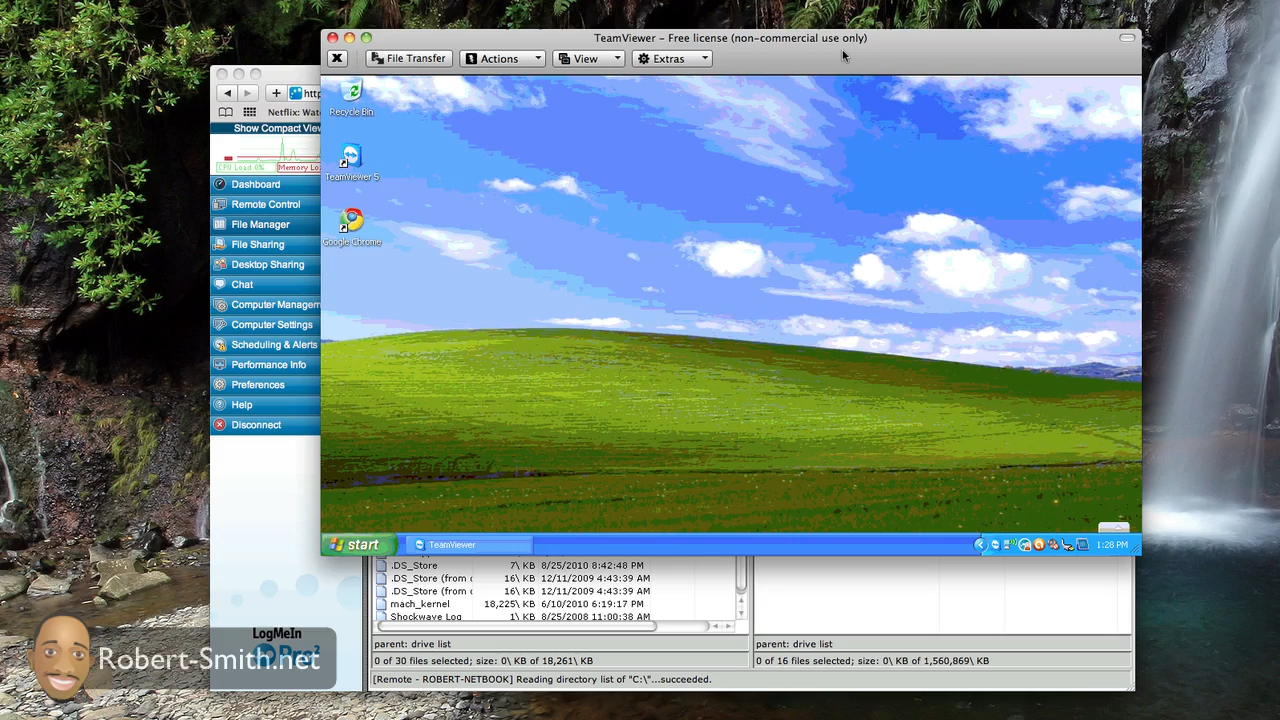 TeamViewer – Free license (non-commercial use only)
X File Transfer Actions View Extras
Recycle Bin
TeamViewer 5
Google Chrome
Netflix:
Show Compact View
CPU Load 0%
Dashboard
Remote Control
File Manager
File Sharing
Desktop Sharing
Chat
Computer Managem
Computer Settings
Scheduling & Alerts
Performance Info
Preferences
Help
Disconnect
start TeamViewer 1:28 PM
.DS_Store 7\ KB 8/25/2010 8:42:48 PM
.DS_Store (from 16\ KB 12/11/2009 4:43:39 AM
.DS_Store (from 16\ KB 12/11/2009 4:43:39 AM
mach_kernel 18,225\ KB 6/10/2010 6:19:17 PM
Shockwave Log 1\ KB 8/25/2008 11:00:38 AM
LogMeIn
Pro²
Robert-Smith.net
parent: drive list parent: drive list
0 of 30 files selected; size: 0\ KB of 18,261\ KB 0 of 16 files selected; size: 0\ KB of 1,560,869\ KB
[Remote - ROBERT-NETBOOK] Reading directory list of "C:\"...succeeded.